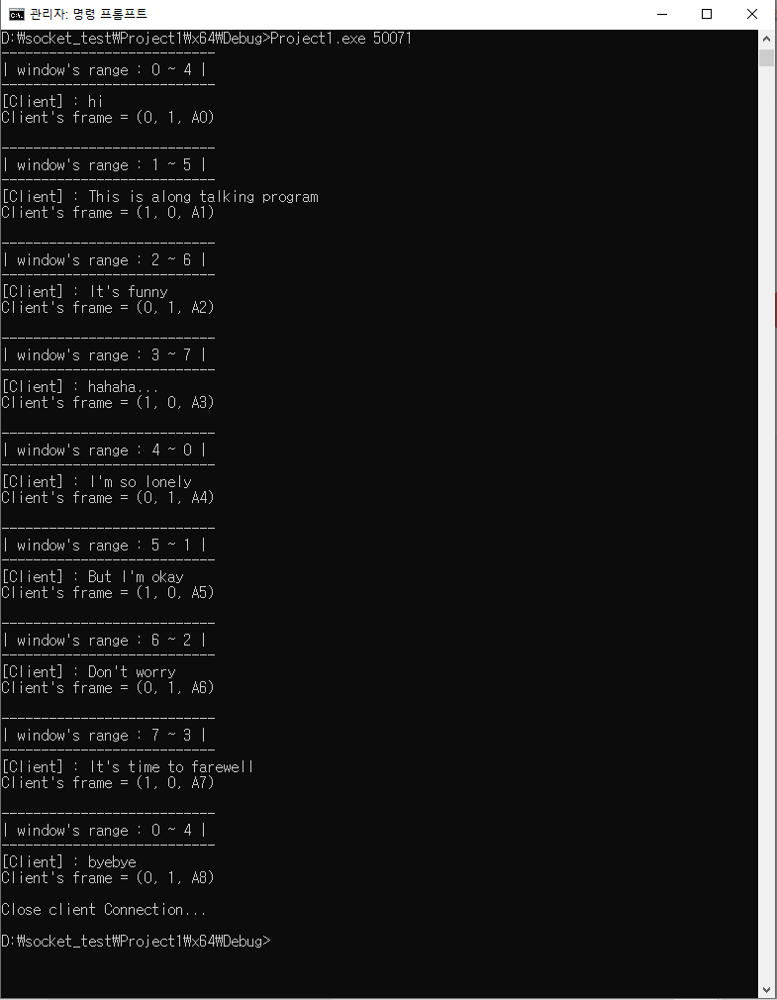 관리자: 명령 프롬프트
D:\socket_test\Project1\x64\Debug>Project1.exe 50071
---------------------------
| window's range : 0 ~ 4 |
---------------------------
[Client] : hi
Client's frame = (0, 1, A0)
---------------------------
| window's range : 1 ~ 5 |
---------------------------
[Client] : This is along talking program
Client's frame = (1, 0, A1)
---------------------------
| window's range : 2 ~ 6 |
---------------------------
[Client] : It's funny
Client's frame = (0, 1, A2)
---------------------------
| window's range : 3 ~ 7 |
---------------------------
[Client] : hahaha...
Client's frame = (1, 0, A3)
---------------------------
| window's range : 4 ~ 0 |
---------------------------
[Client] : I'm so lonely
Client's frame = (0, 1, A4)
---------------------------
| window's range : 5 ~ 1 |
---------------------------
[Client] : But I'm okay
Client's frame = (1, 0, A5)
---------------------------
| window's range : 6 ~ 2 |
---------------------------
[Client] : Don't worry
Client's frame = (0, 1, A6)
---------------------------
| window's range : 7 ~ 3 |
---------------------------
[Client] : It's time to farewell
Client's frame = (1, 0, A7)
---------------------------
| window's range : 0 ~ 4 |
---------------------------
[Client] : byebye
Client's frame = (0, 1, A8)
Close client Connection...
D:\socket_test\Project1\x64\Debug>